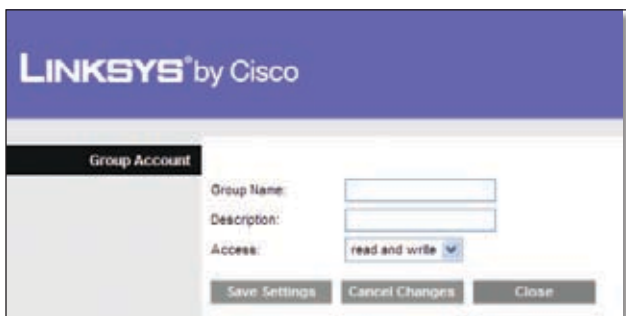 LINKSYS® by Cisco
Group Account
Group Name:
Description:
Access: read and write
Save Settings Cancel Changes Close